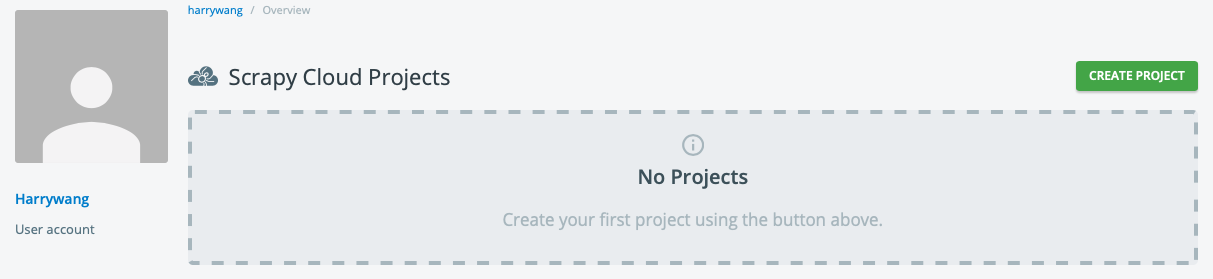 harrywang / Overview
Scrapy Cloud Projects
CREATE PROJECT
No Projects
Create your first project using the button above.
Harrywang
User account